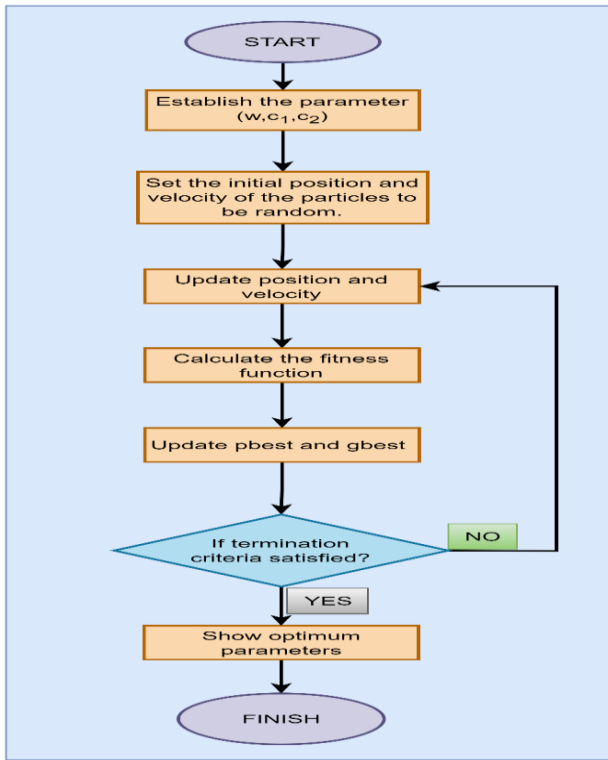 START
Establish the parameter
(w,c₁,c₂)
Set the initial position and
velocity of the particles to
be random.
Update position and
velocity
Calculate the fitness
function
Update pbest and gbest
If termination
criteria satisfied?
NO
YES
Show optimum
parameters
FINISH